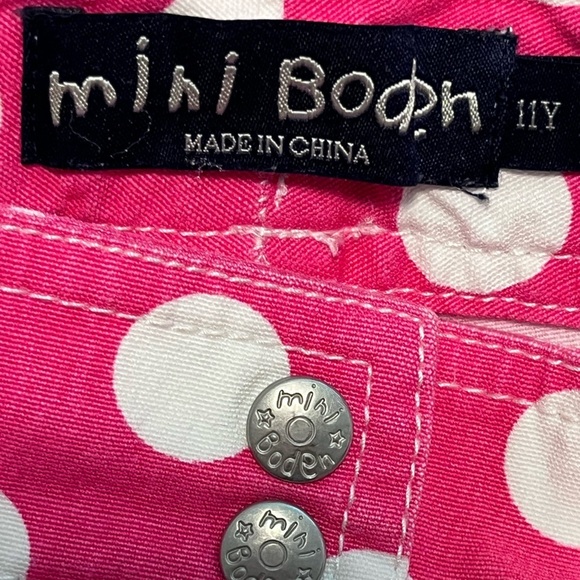 mini Boden
MADE IN CHINA
11Y
mini
Boden
mini
Boden